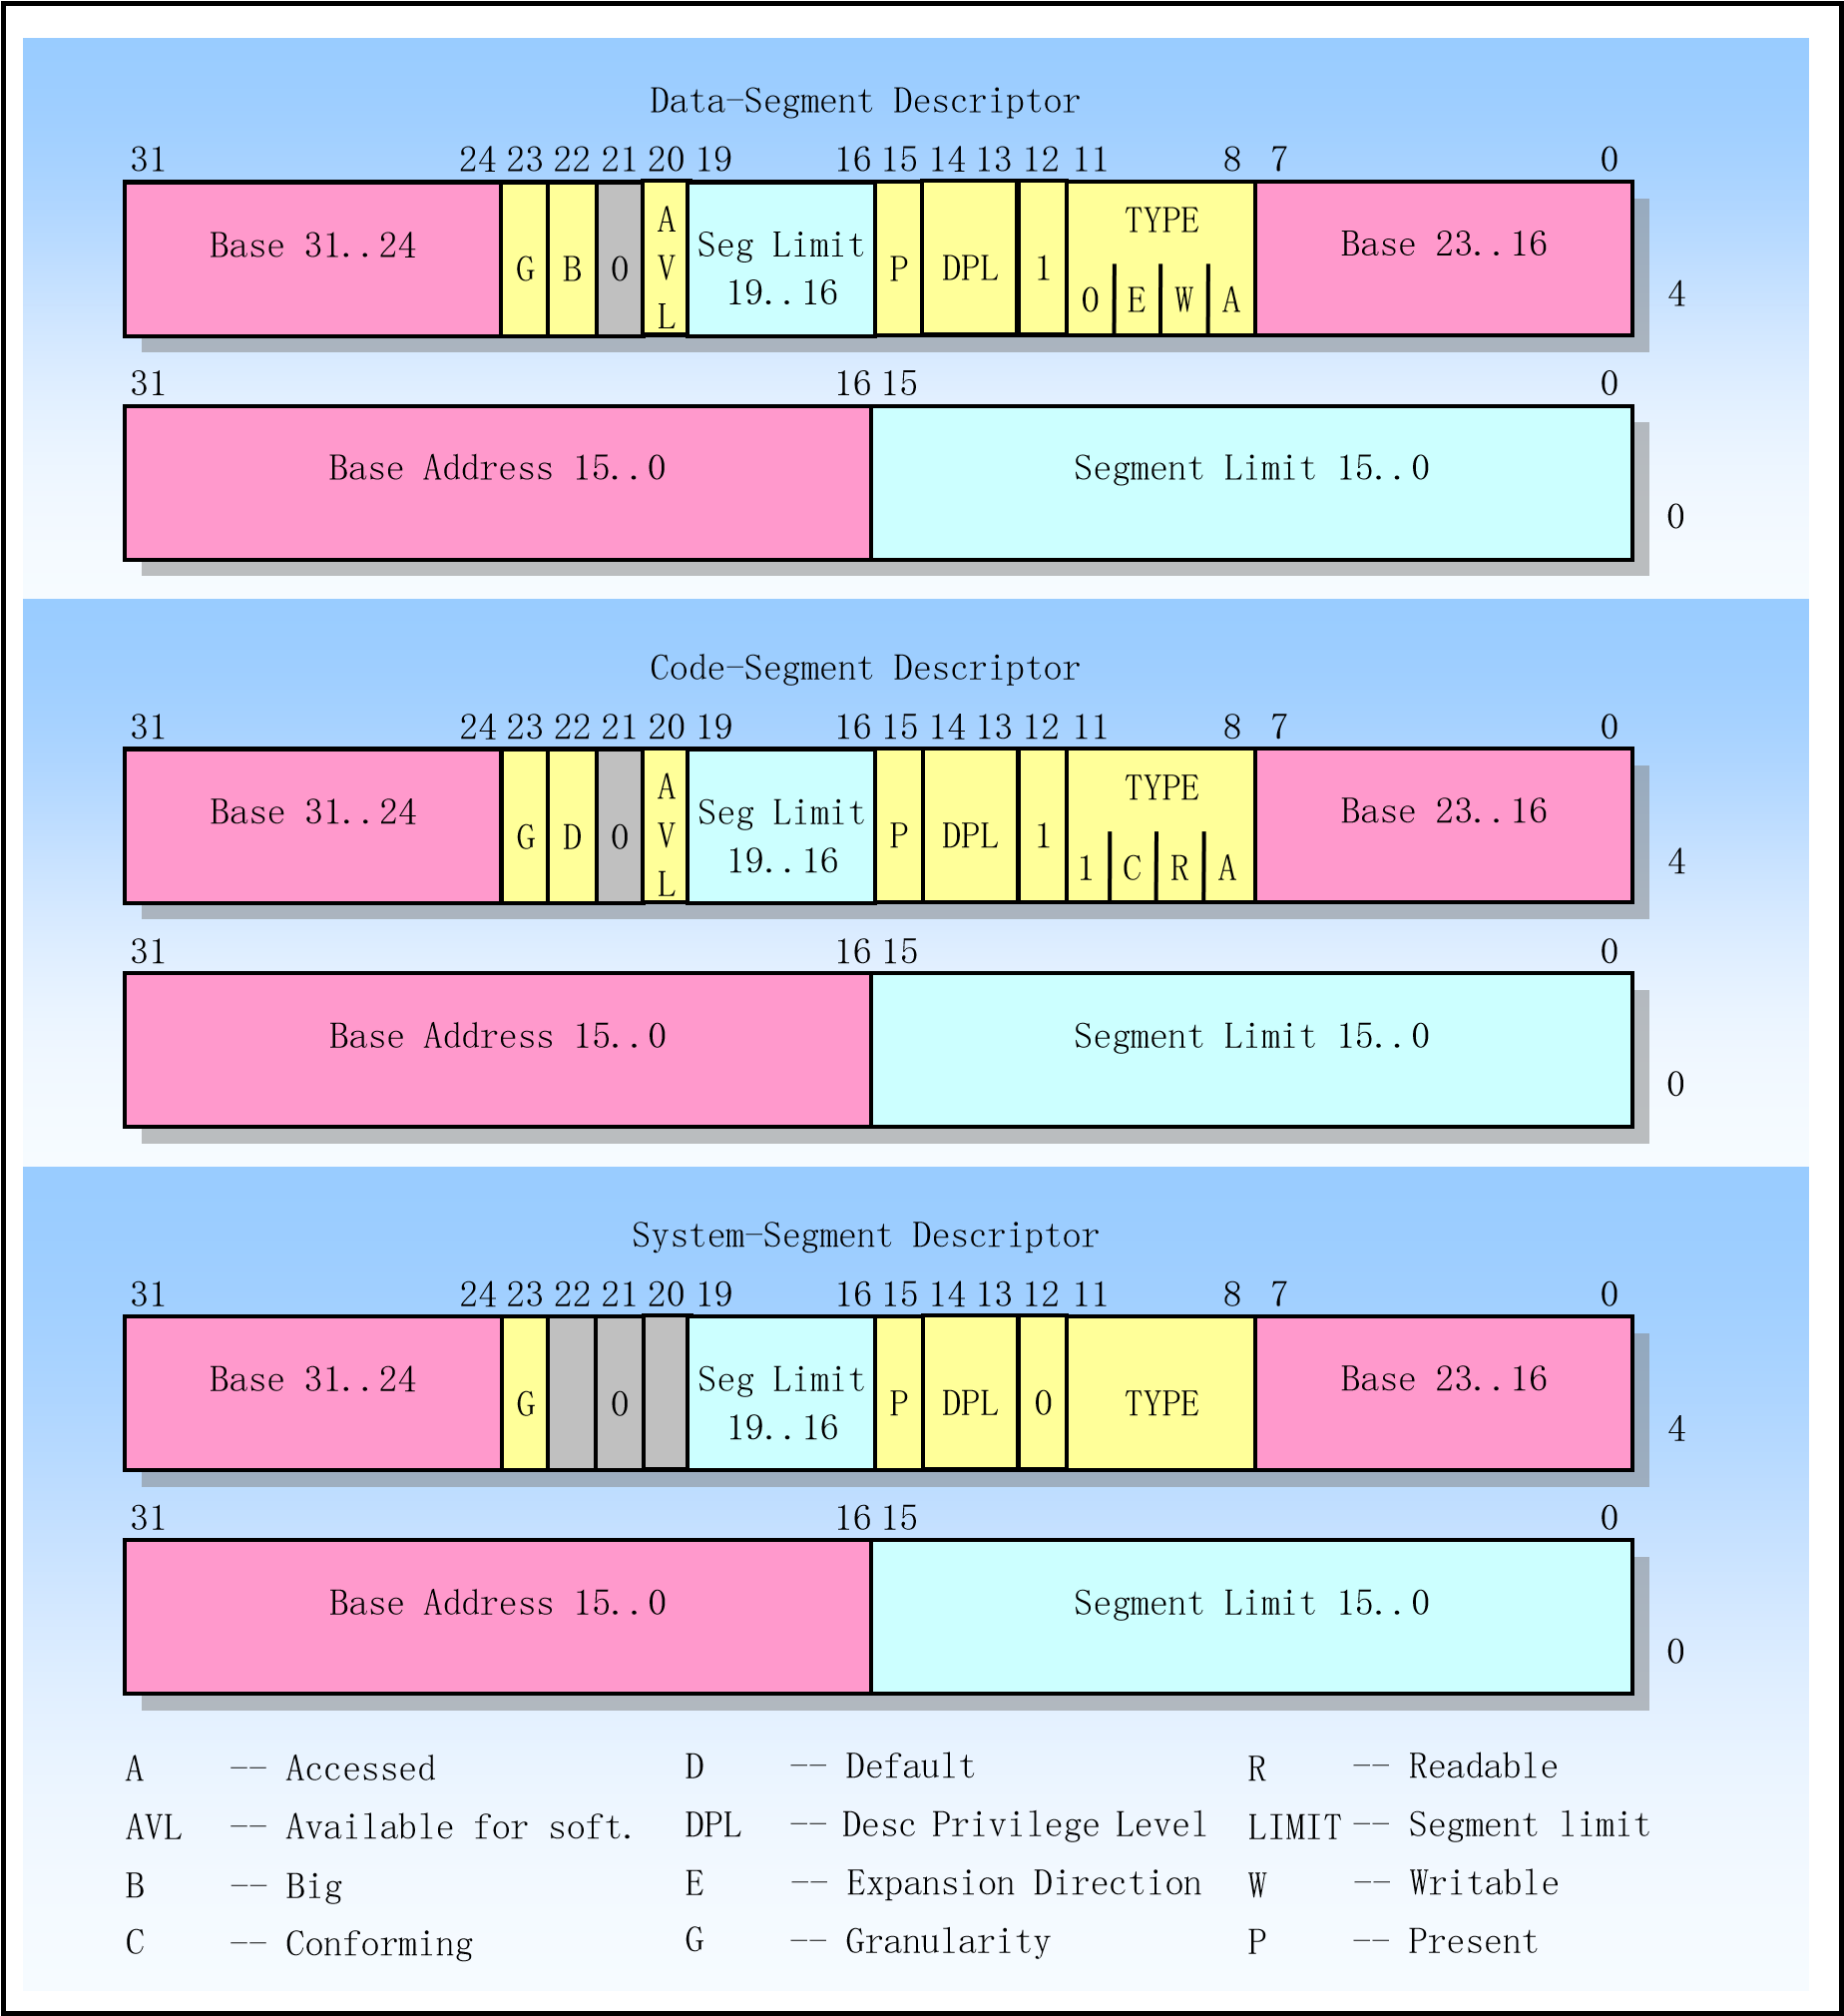 Data-Segment Descriptor
31 24 23 22 21 20 19 16 15 14 13 12 11 8 7 0
Base 31..24 G B 0 AVL Seg Limit 19..16 P DPL 1 TYPE 0 E W A Base 23..16 4
31 16 15 0
Base Address 15..0 Segment Limit 15..0 0
Code-Segment Descriptor
31 24 23 22 21 20 19 16 15 14 13 12 11 8 7 0
Base 31..24 G D 0 AVL Seg Limit 19..16 P DPL 1 TYPE 1 C R A Base 23..16 4
31 16 15 0
Base Address 15..0 Segment Limit 15..0 0
System-Segment Descriptor
31 24 23 22 21 20 19 16 15 14 13 12 11 8 7 0
Base 31..24 G 0 Seg Limit 19..16 P DPL 0 TYPE Base 23..16 4
31 16 15 0
Base Address 15..0 Segment Limit 15..0 0
A -- Accessed D -- Default R -- Readable
AVL -- Available for soft. DPL -- Desc Privilege Level LIMIT -- Segment limit
B -- Big E -- Expansion Direction W -- Writable
C -- Conforming G -- Granularity P -- Present